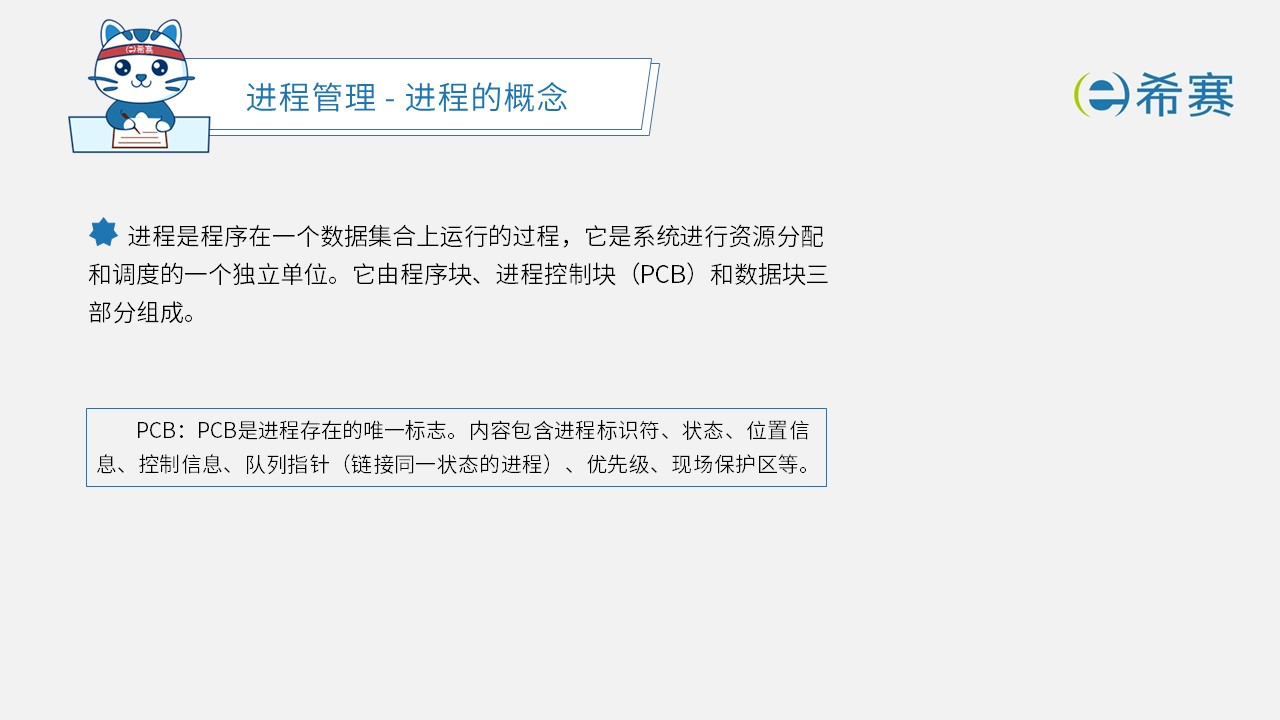 希赛
进程管理 - 进程的概念
希赛
进程是程序在一个数据集合上运行的过程，它是系统进行资源分配
和调度的一个独立单位。它由程序块、进程控制块（PCB）和数据块三
部分组成。
PCB：PCB是进程存在的唯一标志。内容包含进程标识符、状态、位置信
息、控制信息、队列指针（链接同一状态的进程）、优先级、现场保护区等。